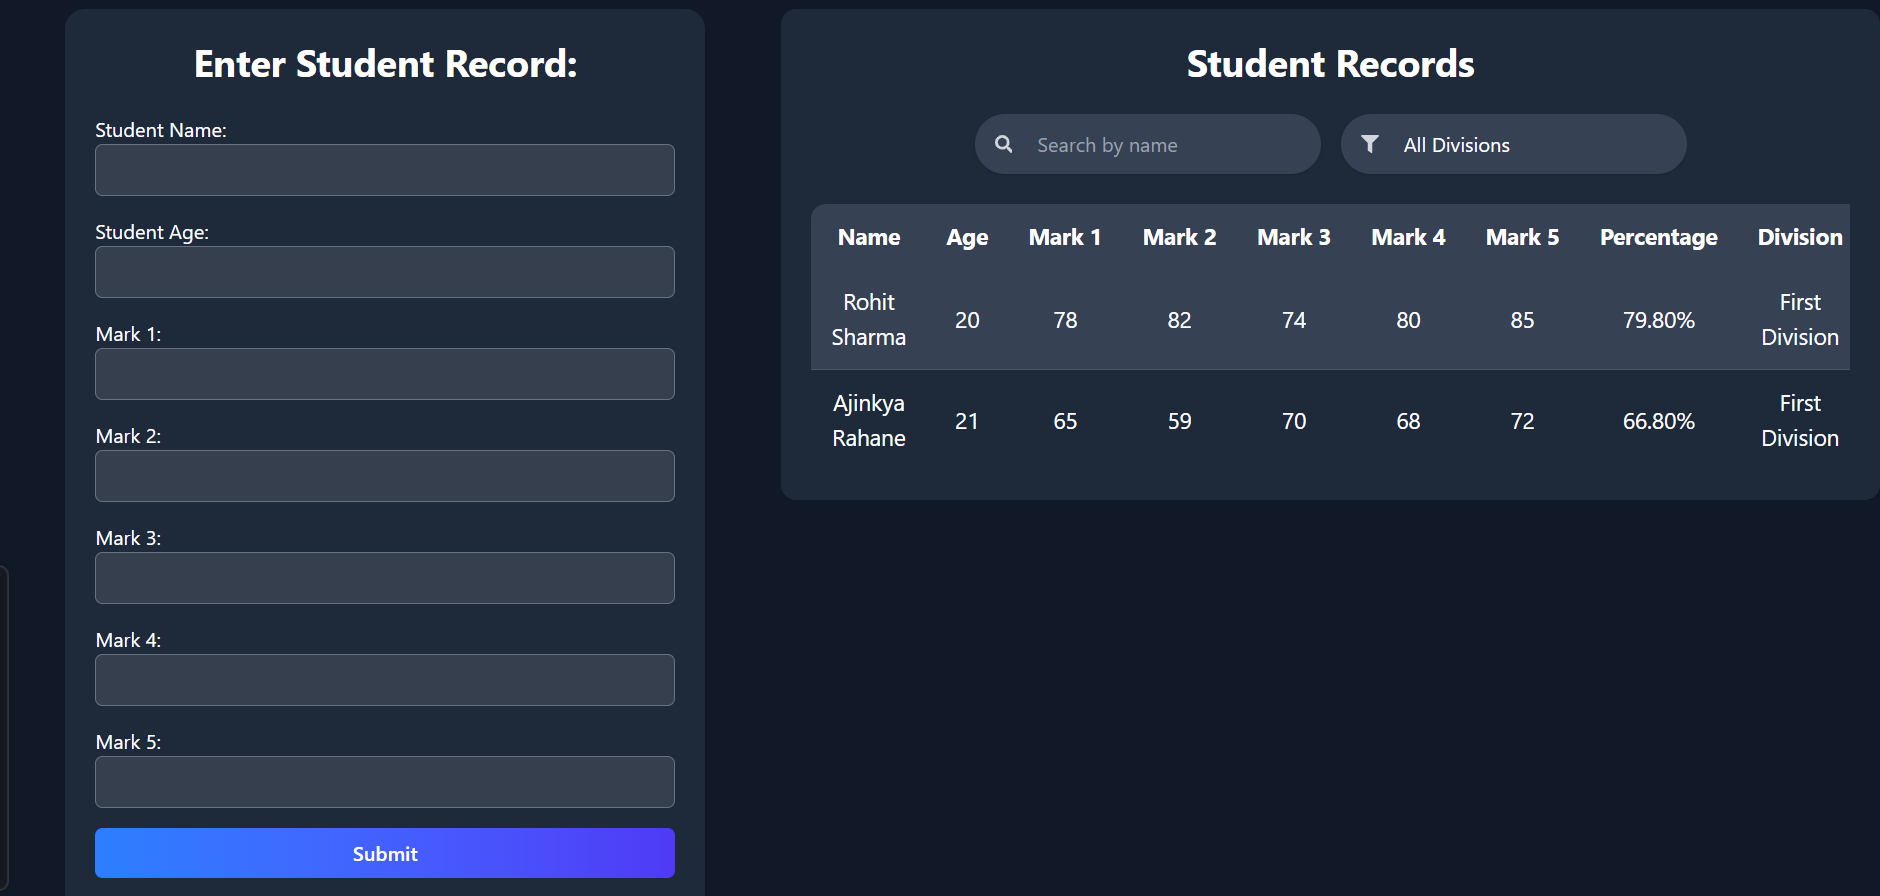 Enter Student Record:
Student Name:
Student Age:
Mark 1:
Mark 2:
Mark 3:
Mark 4:
Mark 5:
Submit
Student Records
Search by name
All Divisions
Name Age Mark 1 Mark 2 Mark 3 Mark 4 Mark 5 Percentage Division
Rohit Sharma 20 78 82 74 80 85 79.80% First Division
Ajinkya Rahane 21 65 59 70 68 72 66.80% First Division